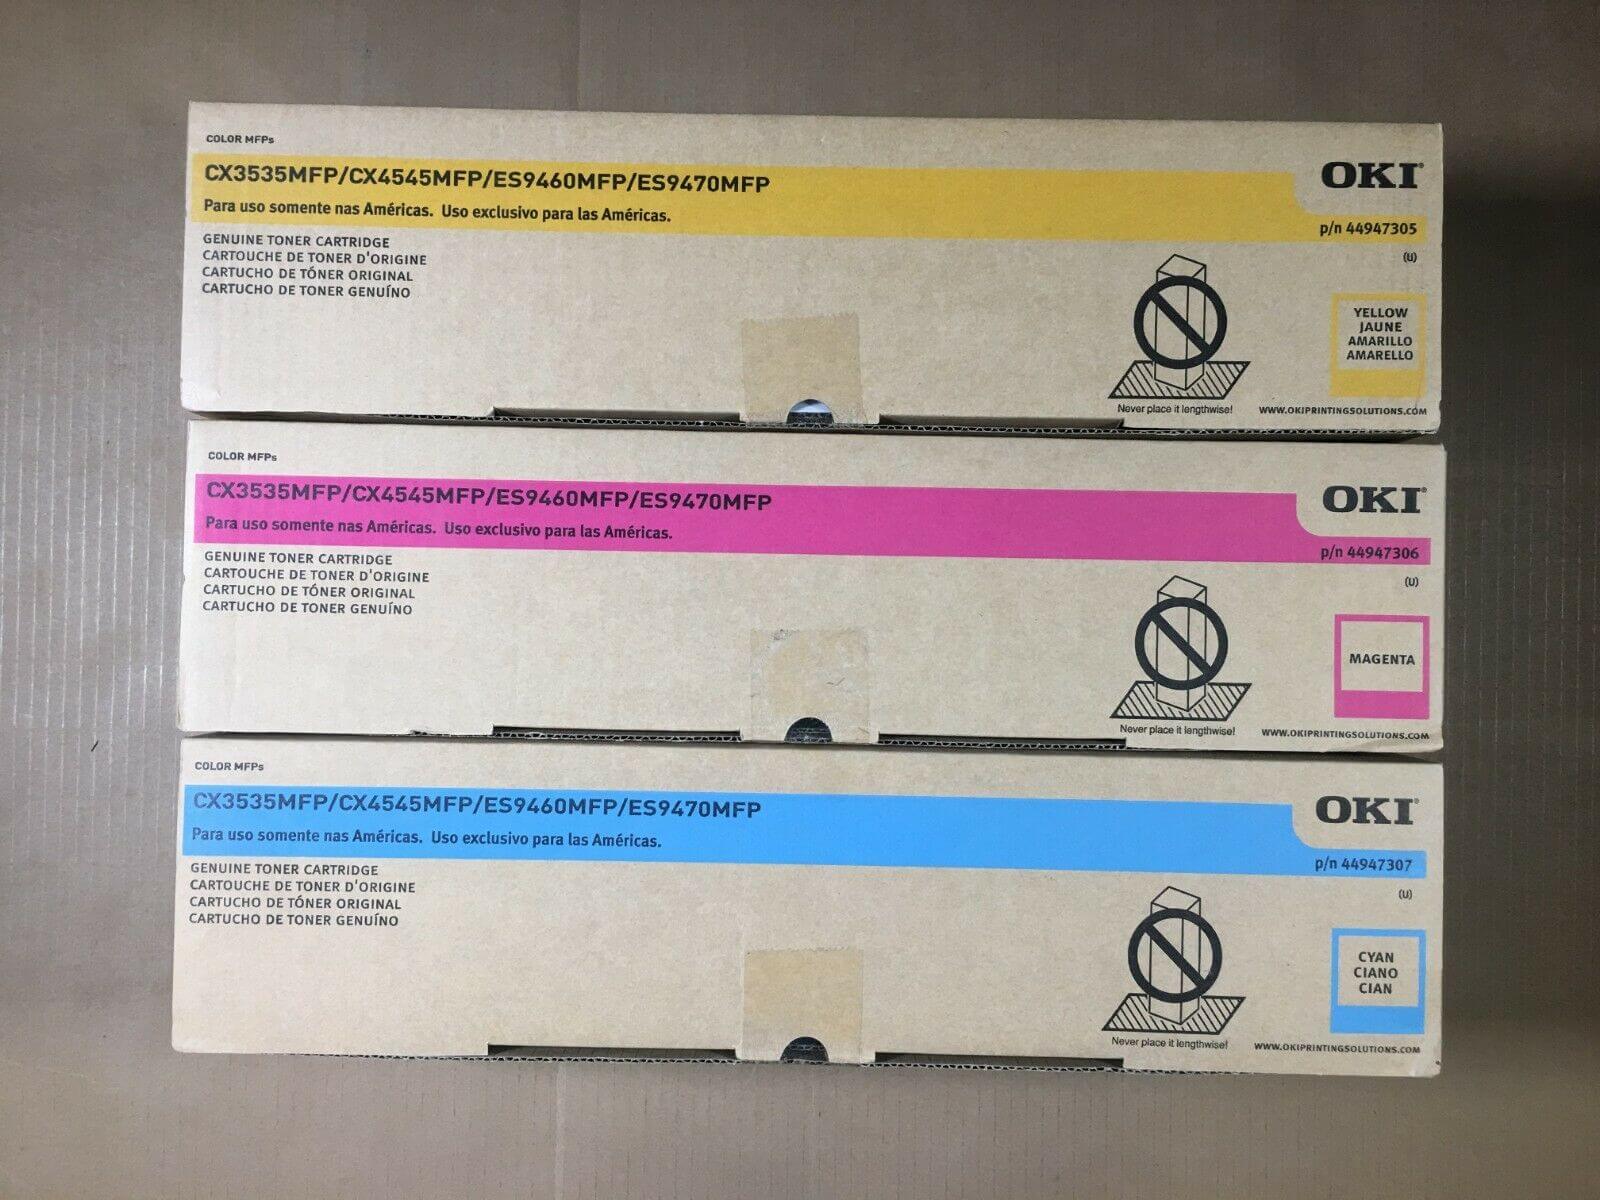 COLOR MFPs
CX3535MFP/CX4545MFP/ES9460MFP/ES9470MFP
OKI®
Para uso somente nas Américas. Uso exclusivo para las Américas.
p/n 44947305
GENUINE TONER CARTRIDGE
CARTOUCHE DE TONER D'ORIGINE
CARTUCHO DE TÓNER ORIGINAL
CARTUCHO DE TONER GENUÍNO
(U)
YELLOW
JAUNE
AMARILLO
AMARELLO
Never place it lengthwise!
WWW.OKIPRINTINGSOLUTIONS.COM
COLOR MFPs
CX3535MFP/CX4545MFP/ES9460MFP/ES9470MFP
OKI®
Para uso somente nas Américas. Uso exclusivo para las Américas.
p/n 44947306
GENUINE TONER CARTRIDGE
CARTOUCHE DE TONER D'ORIGINE
CARTUCHO DE TÓNER ORIGINAL
CARTUCHO DE TONER GENUÍNO
(U)
MAGENTA
Never place it lengthwise!
WWW.OKIPRINTINGSOLUTIONS.COM
COLOR MFPs
CX3535MFP/CX4545MFP/ES9460MFP/ES9470MFP
OKI®
Para uso somente nas Américas. Uso exclusivo para las Américas.
p/n 44947307
GENUINE TONER CARTRIDGE
CARTOUCHE DE TONER D'ORIGINE
CARTUCHO DE TÓNER ORIGINAL
CARTUCHO DE TONER GENUÍNO
(U)
CYAN
CIANO
CIAN
Never place it lengthwise!
WWW.OKIPRINTINGSOLUTIONS.COM